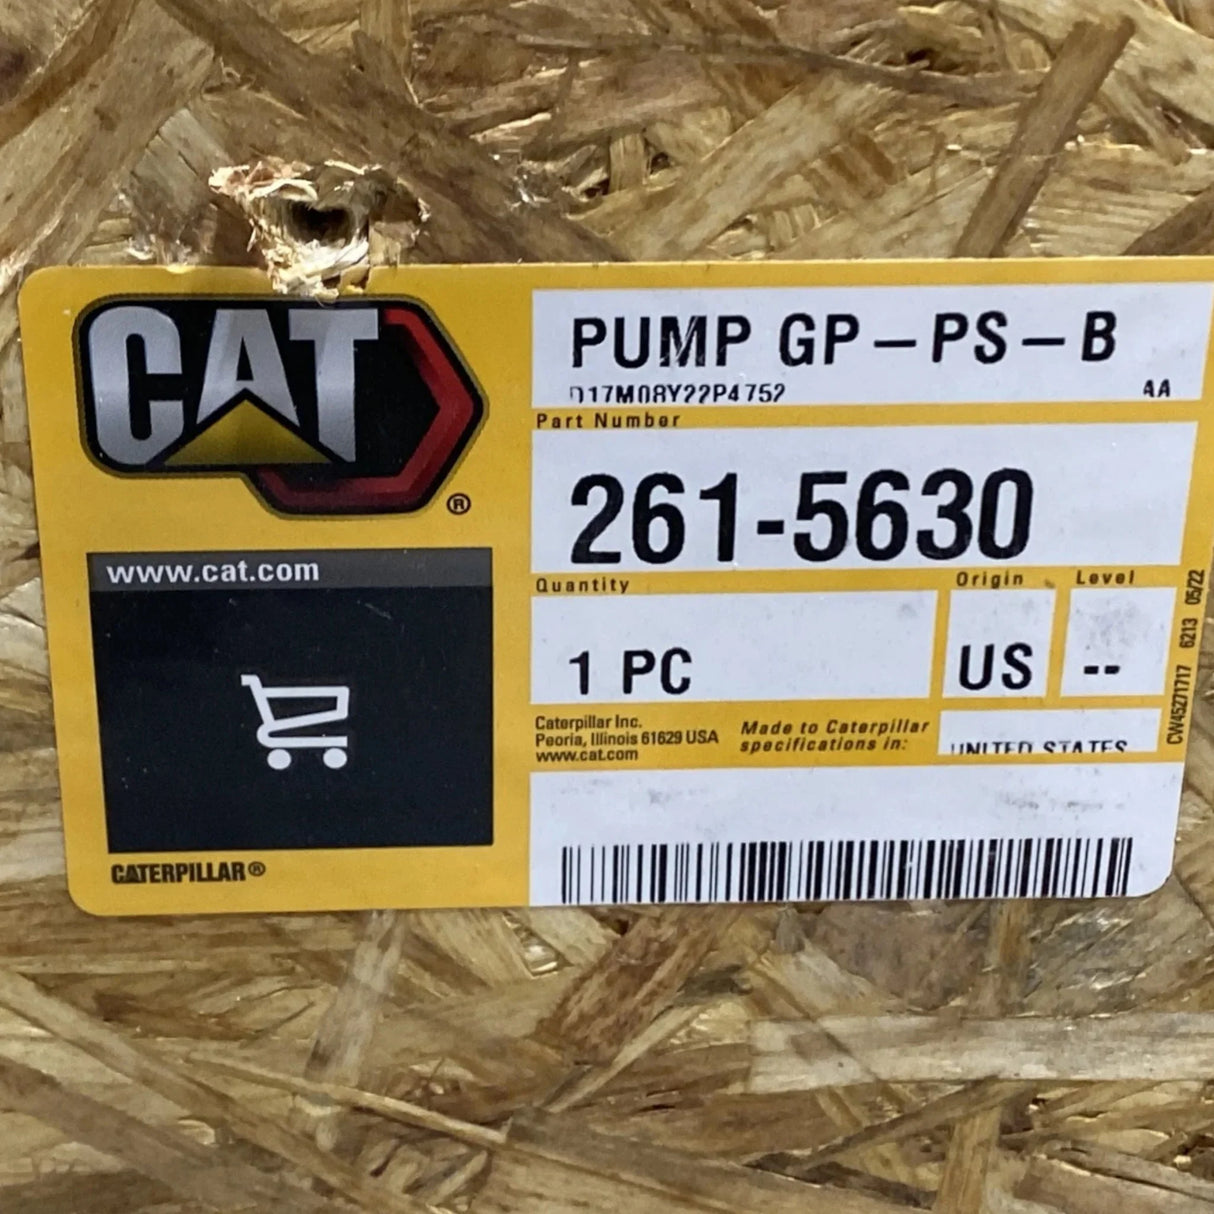 CAT
®
www.cat.com
CATERPILLAR®
PUMP GP-PS-B
D17M08Y22P4752 AA
Part Number
261-5630
Quantity
Origin
Level
1 PC
US
--
Caterpillar Inc.
Peoria, Illinois 61629 USA
www.cat.com
Made to Caterpillar
specifications in:
UNITED STATES
CW45271717 6213 05/22